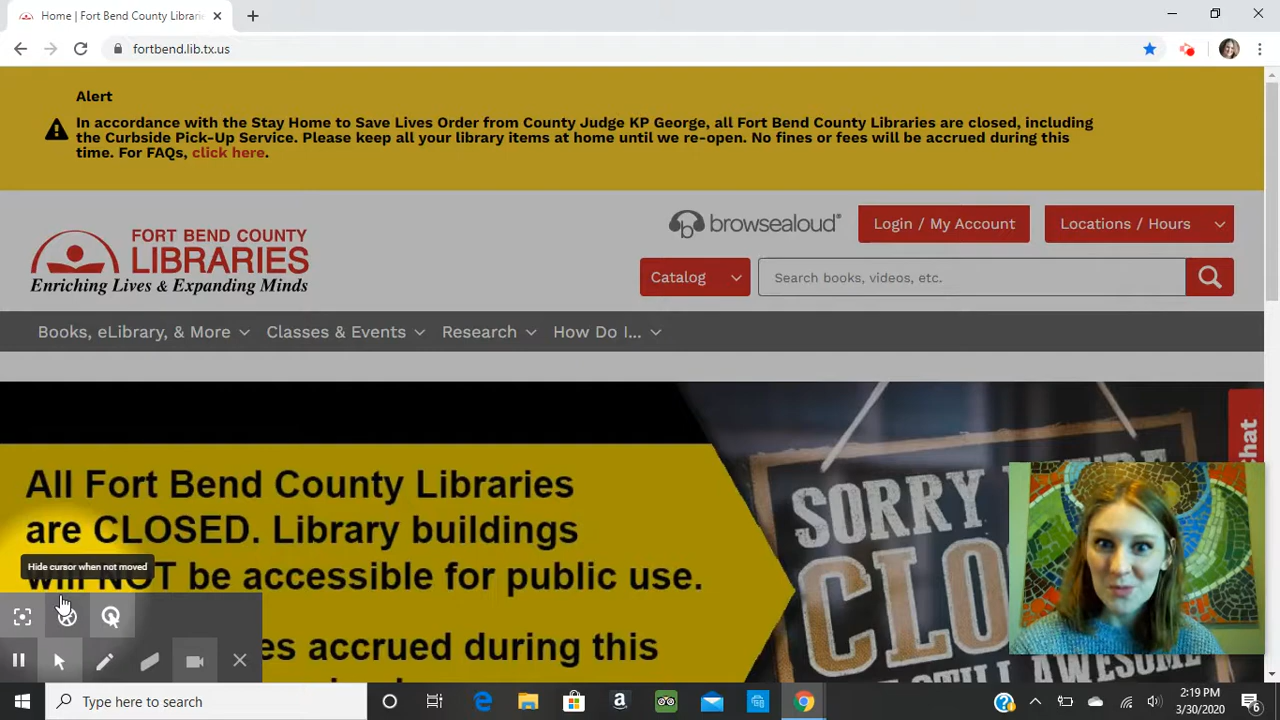 Home | Fort Bend County Librarie
fortbend.lib.tx.us
Alert
In accordance with the Stay Home to Save Lives Order from County Judge KP George, all Fort Bend County Libraries are closed, including
the Curbside Pick-Up Service. Please keep all your library items at home until we re-open. No fines or fees will be accrued during this
time. For FAQs, click here.
browsealoud
Login / My Account
Locations / Hours
FORT BEND COUNTY
LIBRARIES
Enriching Lives & Expanding Minds
Catalog
Search books, videos, etc.
Books, eLibrary, & More
Classes & Events
Research
How Do I...
hat
All Fort Bend County Libraries
are CLOSED. Library buildings
will NOT be accessible for public use.
SORRY
CLO
STILL AWESOME
Hide cursor when not moved
es accrued during this
Type here to search
2:19 PM
3/30/2020
6